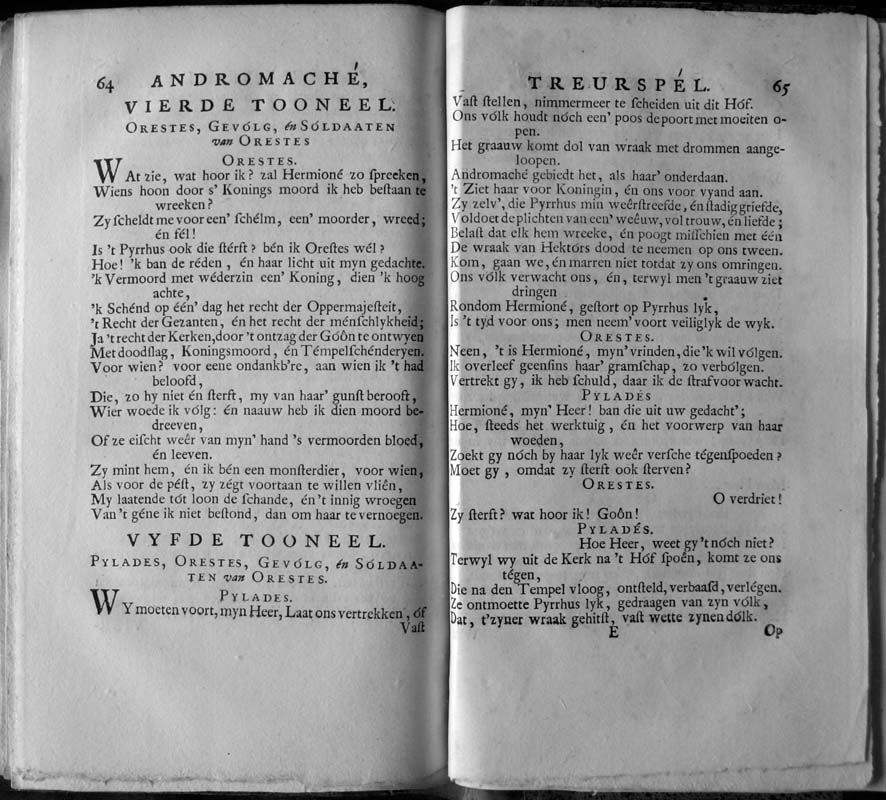 64 ANDROMACHÉ,
VIERDE TOONEEL.
ORESTES, GEVÓLG, én SÓLDAATEN
van ORESTES
ORESTES.
WAt zie, wat hoor ik? zal Hermioné zo ſpreeken,
Wiens hoon door s' Konings moord ik heb beſtaan te
wreeken?
Zy ſcheldt me voor een' ſchélm, een' moorder, wreed;
én fél!
Is 't Pyrrhus ook die ſtérft? bén ik Oreſtes wél?
Hoe! 'k ban de réden, én haar licht uit myn gedachte.
'k Vermoord met wéderzin een' Koning, dien 'k hoog
achte,
'k Schénd op één' dag het recht der Oppermajeſteit,
't Recht der Gezanten, én het recht der ménſchlykheid;
Ja 't recht der Kerken, door 't ontzag der Góôn te ontwyen
Met doodſlag, Koningsmoord, én Témpelſchénderyen.
Voor wien? voor eene ondankb're, aan wien ik 't had
beloofd,
Die, zo hy niet én ſterft, my van haar' gunſt berooft,
Wier woede ik vólg: én naauw heb ik dien moord be-
dreeven,
Of ze eiſcht weêr van myn' hand 's vermoorden bloed,
én leeven.
Zy mint hem, én ik bén een monſterdier, voor wien,
Als voor de péſt, zy zégt voortaan te willen vliên,
My laatende tót loon de ſchande, én 't innig wroegen
Van 't géne ik niet beſtond, dan om haar te vernoegen.
VYFDE TOONEEL.
PYLADES, ORESTES, GEVÓLG, én SÓLDAA-
TEN van ORESTES.
PYLADES.
WY moeten voort, myn Heer, Laat ons vertrekken, óf
Vaſt
TREURSPÉL. 65
Vaſt ſtellen, nimmermeer te ſcheiden uit dit Hóf.
Ons vólk houdt nóch een' poos de poort met moeiten o-
pen.
Het graauw komt dol van wraak met drommen aange-
loopen.
Andromaché gebiedt het, als haar' onderdaan.
't Ziet haar voor Koningin, én ons voor vyand aan.
Zy zelv', die Pyrrhus min weêrſtreefde, én ſtadig griefde,
Voldoet de plichten van een' weêuw, vol trouw, én liefde;
Belaſt dat elk hem wreeke, én poogt miſſchien met één
De wraak van Hektórs dood te neemen op ons tween.
Kom, gaan we, én marren niet totdat zy ons omringen.
Ons vólk verwacht ons, én, terwyl men 't graauw ziet
dringen
Rondom Hermioné, geſtort op Pyrrhus lyk,
Is 't tyd voor ons; men neem' voort veiliglyk de wyk.
ORESTES.
Neen, 't is Hermioné, myn' vrinden, die 'k wil vólgen.
Ik overleef geenſins haar' gramſchap, zo verbólgen.
Vertrekt gy, ik heb ſchuld, daar ik de ſtraf voor wacht.
PYLADÉS
Hermioné, myn' Heer! ban die uit uw gedacht';
Hoe, ſteeds het werktuig, én het voorwerp van haar
woeden,
Zoekt gy nóch by haar lyk weêr verſche tégenſpoeden?
Moet gy, omdat zy ſterft ook ſterven?
ORESTES.
O verdriet!
Zy ſterft? wat hoor ik! Goôn!
PYLADÉS.
Hoe Heer, weet gy 't nóch niet?
Terwyl wy uit de Kerk na 't Hóf ſpoên, komt ze ons
tégen,
Die na den Tempel vloog, ontſteld, verbaaſd, verlégen.
Ze ontmoette Pyrrhus lyk, gedraagen van zyn vólk,
Dat, t'zyner wraak gehitſt, vaſt wette zynen dólk.
E Op